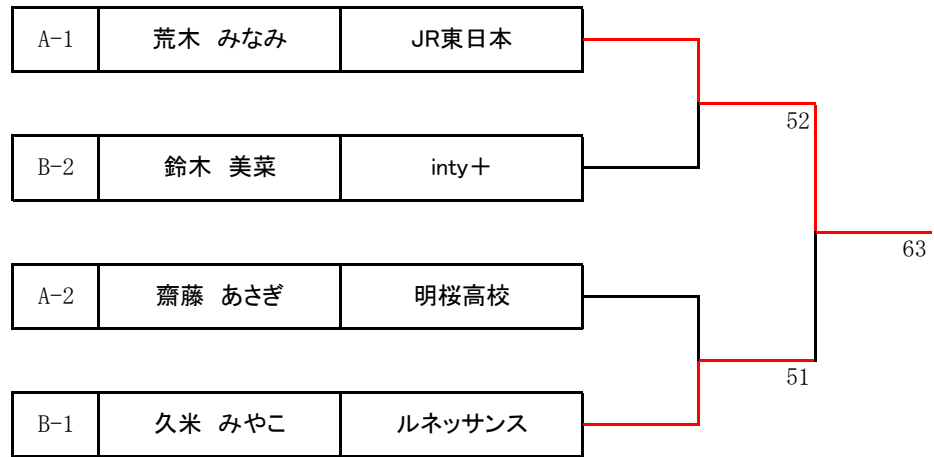 A-1 荒木 みなみ JR東日本
52
B-2 鈴木 美菜 inty＋
63
A-2 齋藤 あさぎ 明桜高校
51
B-1 久米 みやこ ルネッサンス